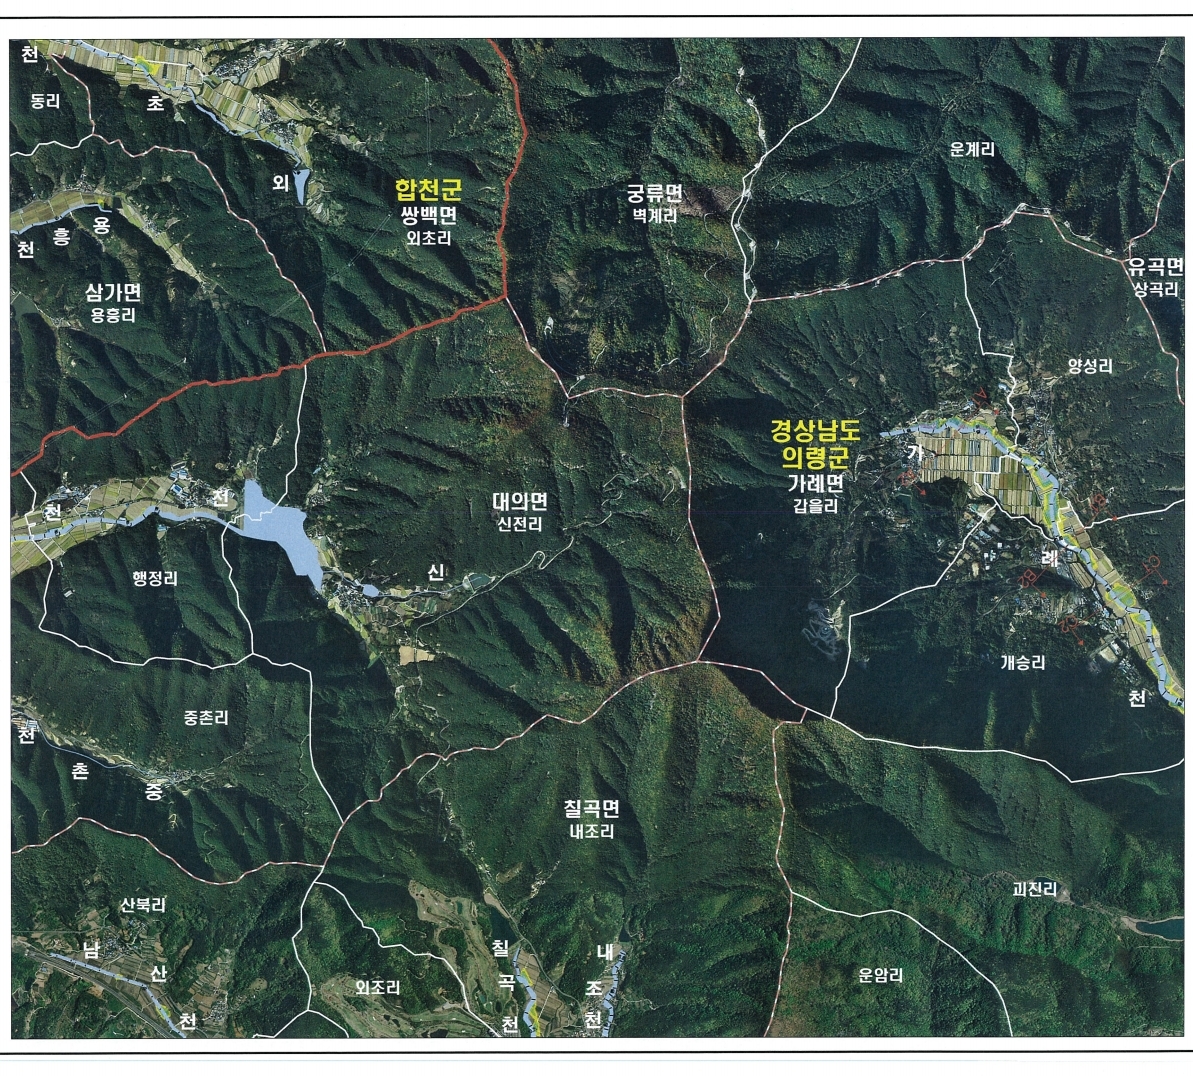 천
동리
초
외
합천군
쌍백면
외초리
궁류면
벽계리
운계리
용
흥
천
삼가면
용흥리
유곡면
상곡리
양성리
경상남도
의령군
가례면
갑을리
가
례
천
개승리
대의면
신전리
신
천
천
행정리
중촌리
천
촌
중
칠곡면
내조리
산북리
남
산
천
외조리
칠
곡
천
내
조
천
괴진리
운암리